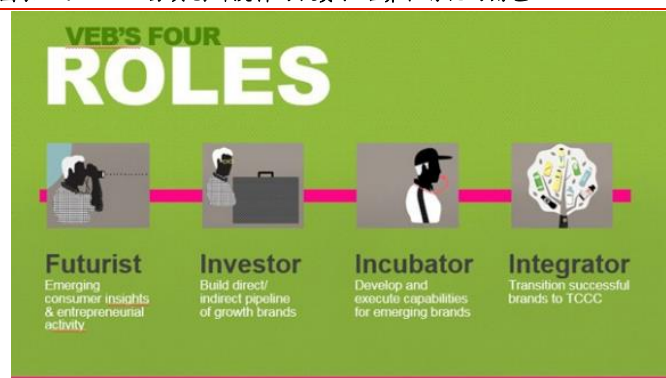 VEB'S FOUR
ROLES
Futurist
Emerging
consumer insights
& entrepreneurial
activity
Investor
Build direct/
indirect pipeline
of growth brands
Incubator
Develop and
execute capabilities
for emerging brands
Integrator
Transition successful
brands to TCCC